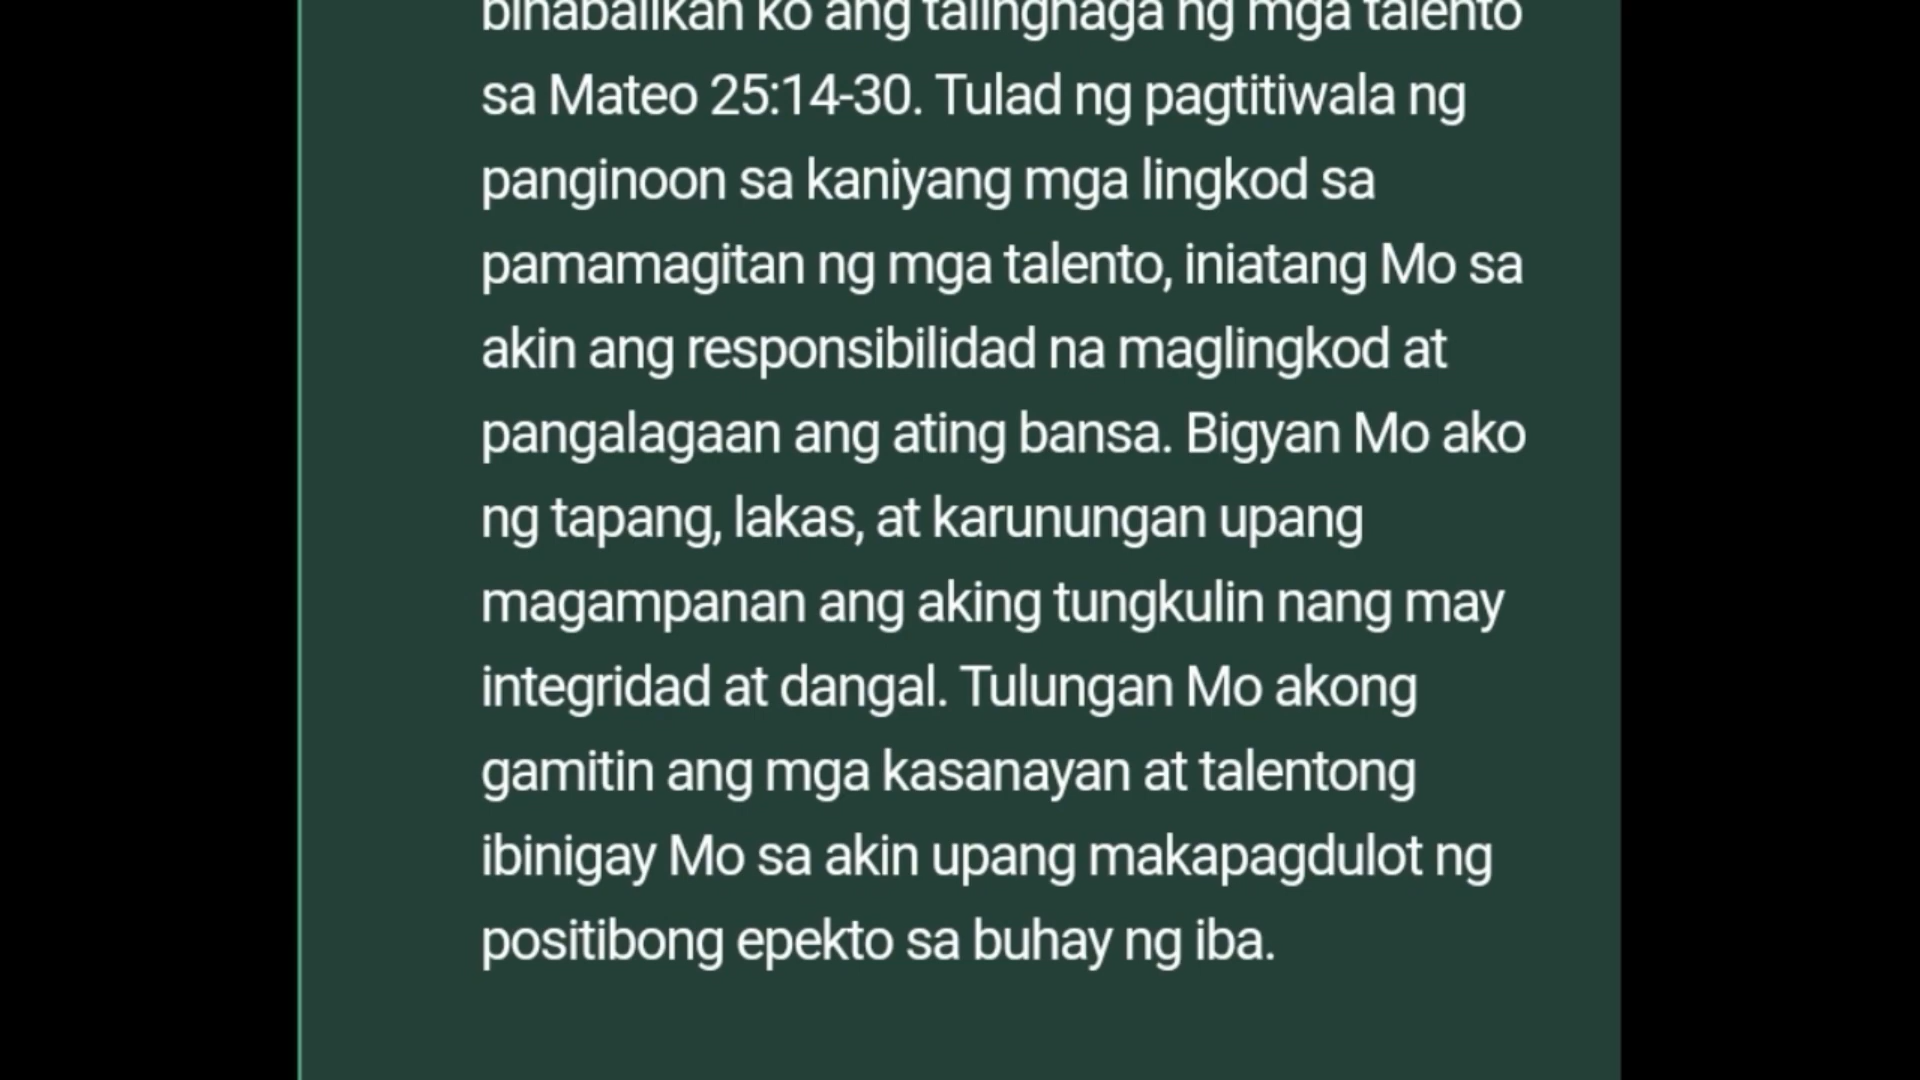 binabalikan ko ang talinghaga ng mga talento
sa Mateo 25:14-30. Tulad ng pagtitiwala ng
panginoon sa kaniyang mga lingkod sa
pamamagitan ng mga talento, iniatang Mo sa
akin ang responsibilidad na maglingkod at
pangalagaan ang ating bansa. Bigyan Mo ako
ng tapang, lakas, at karunungan upang
magampanan ang aking tungkulin nang may
integridad at dangal. Tulungan Mo akong
gamitin ang mga kasanayan at talentong
ibinigay Mo sa akin upang makapagdulot ng
positibong epekto sa buhay ng iba.